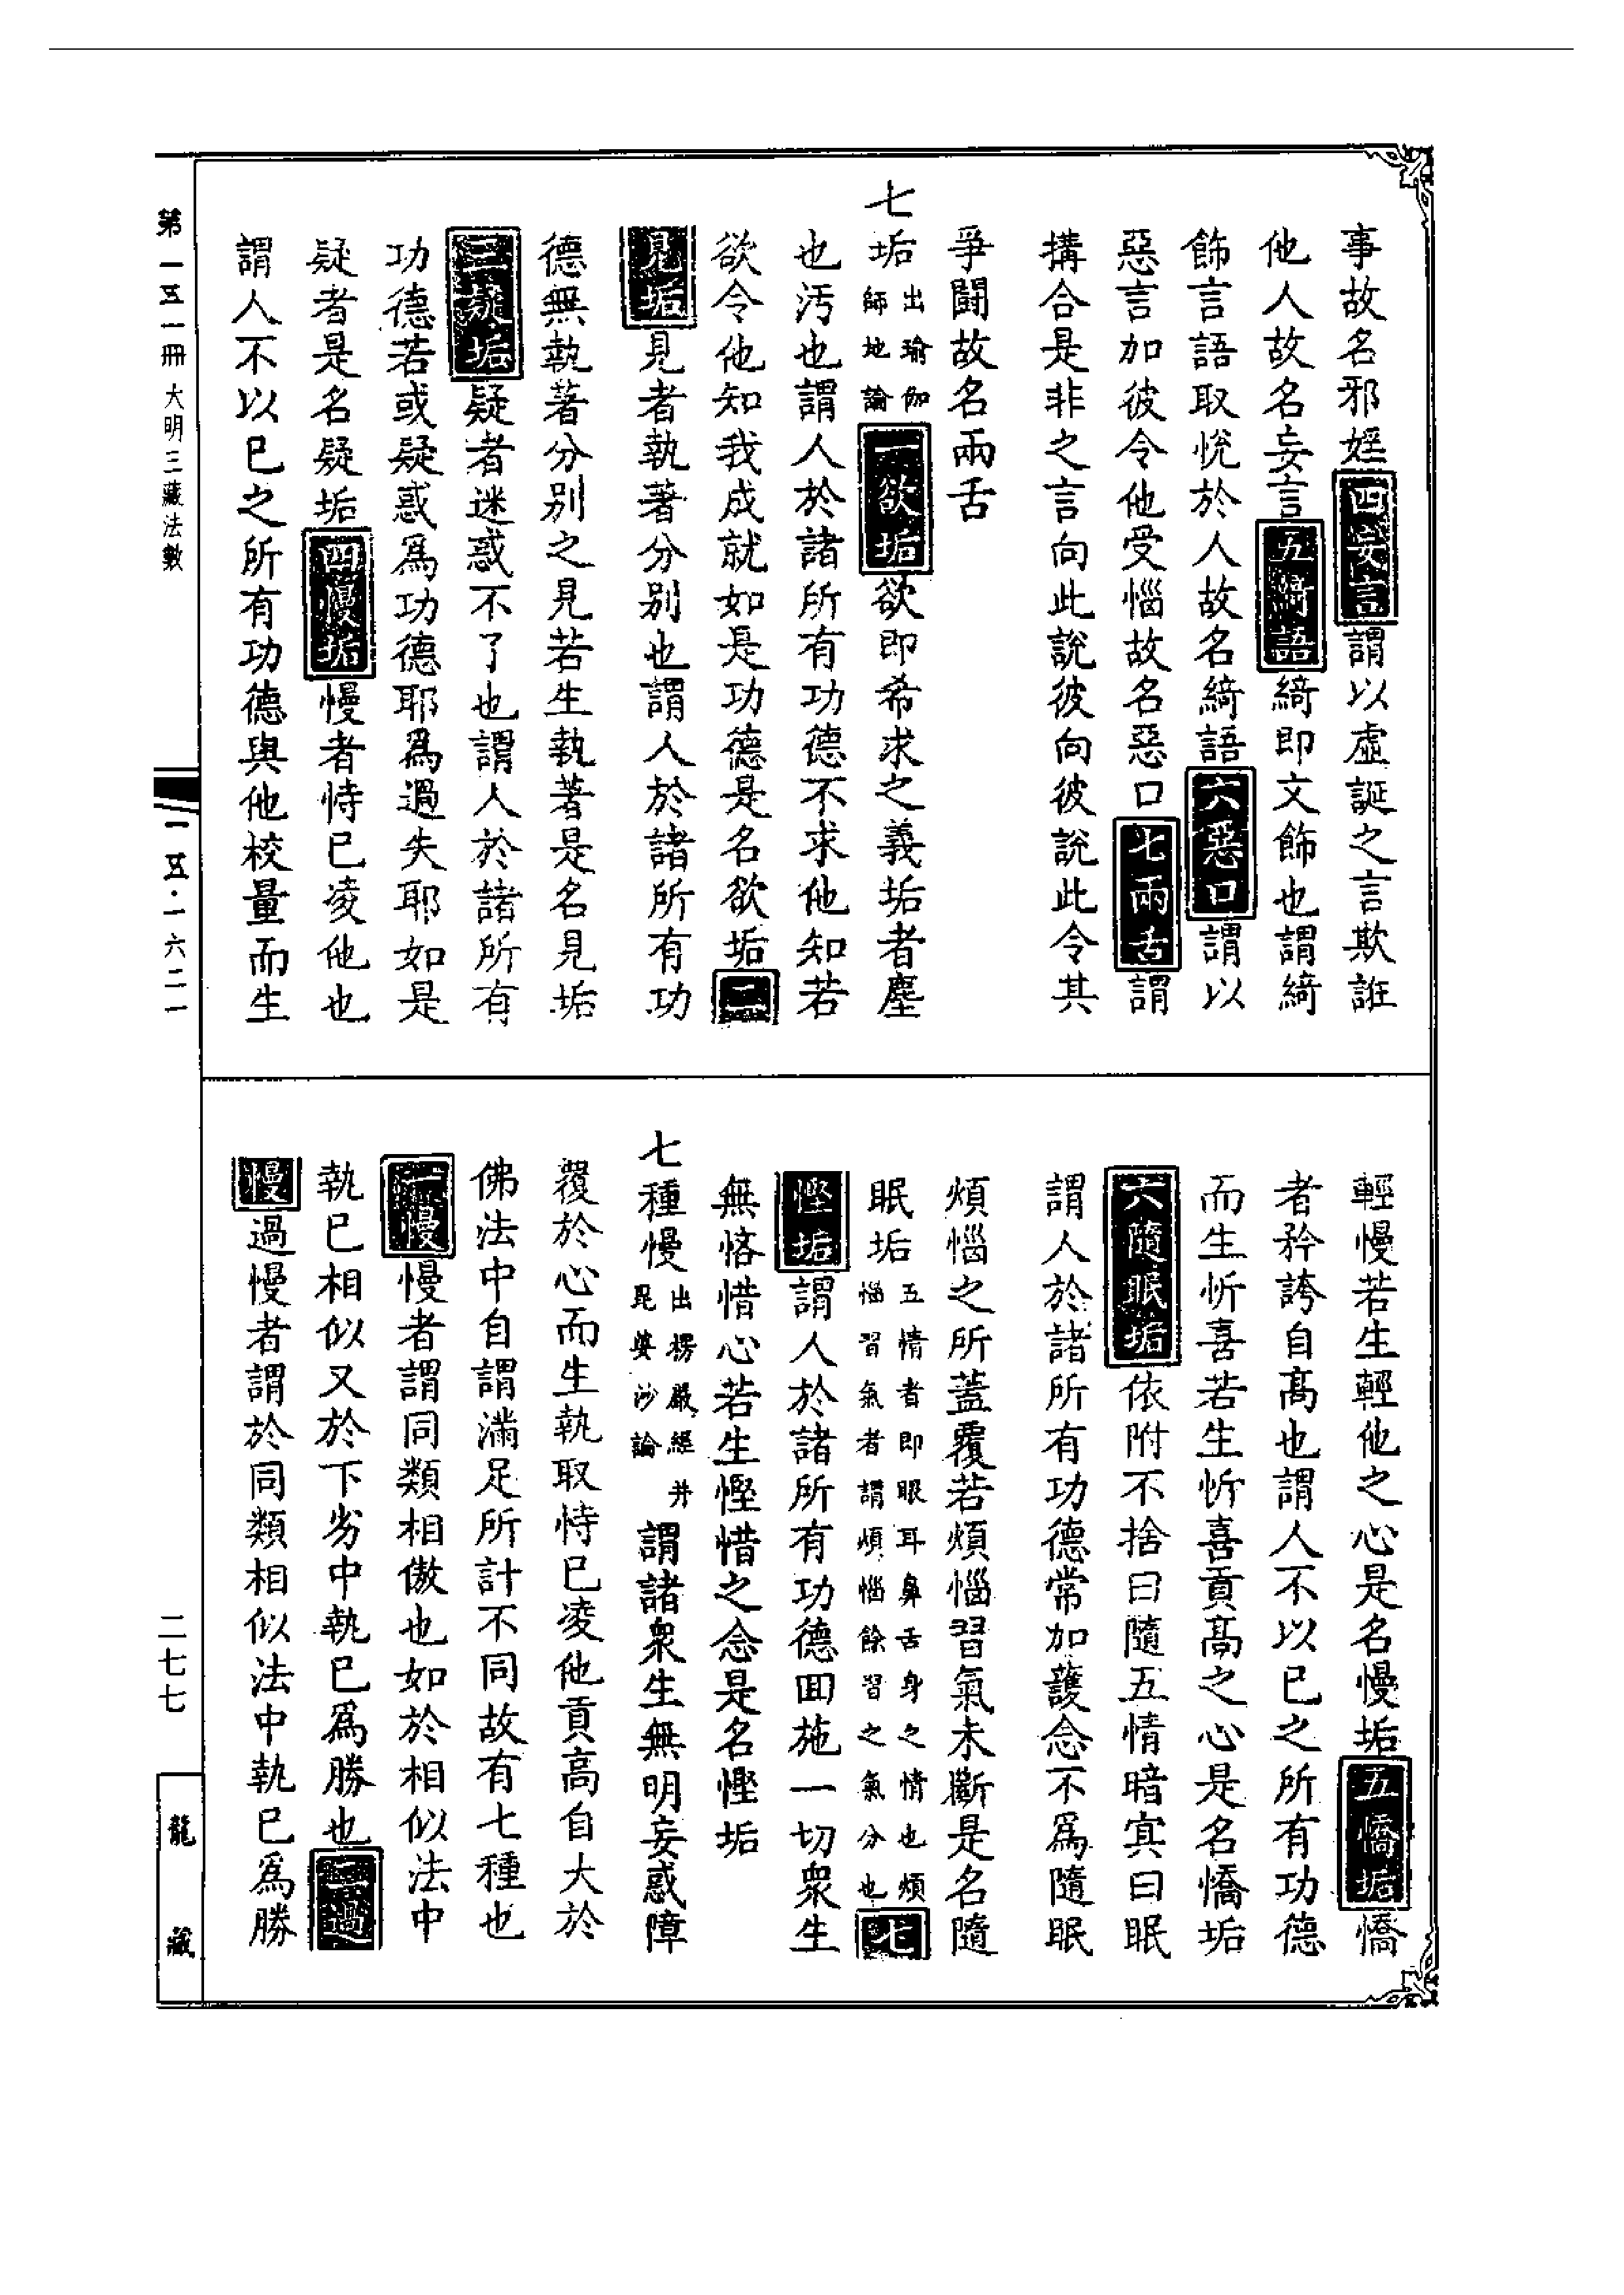 事故名邪婬四妄言謂以虛誕之言欺誑
他人故名妄言五綺語綺即文飾也謂綺
飾言語取悅於人故名綺語六惡口謂以
惡言加彼令他受惱故名惡口七兩舌謂
搆合是非之言向此說彼向彼說此令其
爭鬪故名兩舌
七垢出瑜伽師地論一欲垢欲即希求之義垢者塵
也汚也謂人於諸所有功德不求他知若
欲令他知我成就如是功德是名欲垢二
見垢見者執著分別也謂人於諸所有功
德無執著分別之見若生執著是名見垢
三疑垢疑者迷惑不了也謂人於諸所有
功德若或疑惑爲功德耶爲過失耶如是
疑者是名疑垢四慢垢慢者恃已凌他也
謂人不以已之所有功德與他校量而生
輕慢若生輕他之心是名慢垢五憍垢憍
者矜誇自高也謂人不以已之所有功德
而生忻喜若生忻喜貢高之心是名憍垢
六隨眠垢依附不捨曰隨五情暗冥曰眠
謂人於諸所有功德常加護念不爲隨眠
煩惱之所蓋覆若煩惱習氣未斷是名隨
眠垢五情者即眼耳鼻舌身之情也煩惱習氣者謂煩惱餘習之氣分也七
慳垢謂人於諸所有功德囬施一切衆生
無悋惜心若生慳惜之念是名慳垢
七種慢出楞嚴經并毘婆沙論謂諸衆生無明妄惑障
覆於心而生執取恃已凌他貢高自大於
佛法中自謂滿足所計不同故有七種也
一慢慢者謂同類相傲也如於相似法中
執已相似又於下劣中執已爲勝也二過
慢過慢者謂於同類相似法中執已爲勝
第一五一冊 大明三藏法數
一五·一六二一
二七七
龍藏